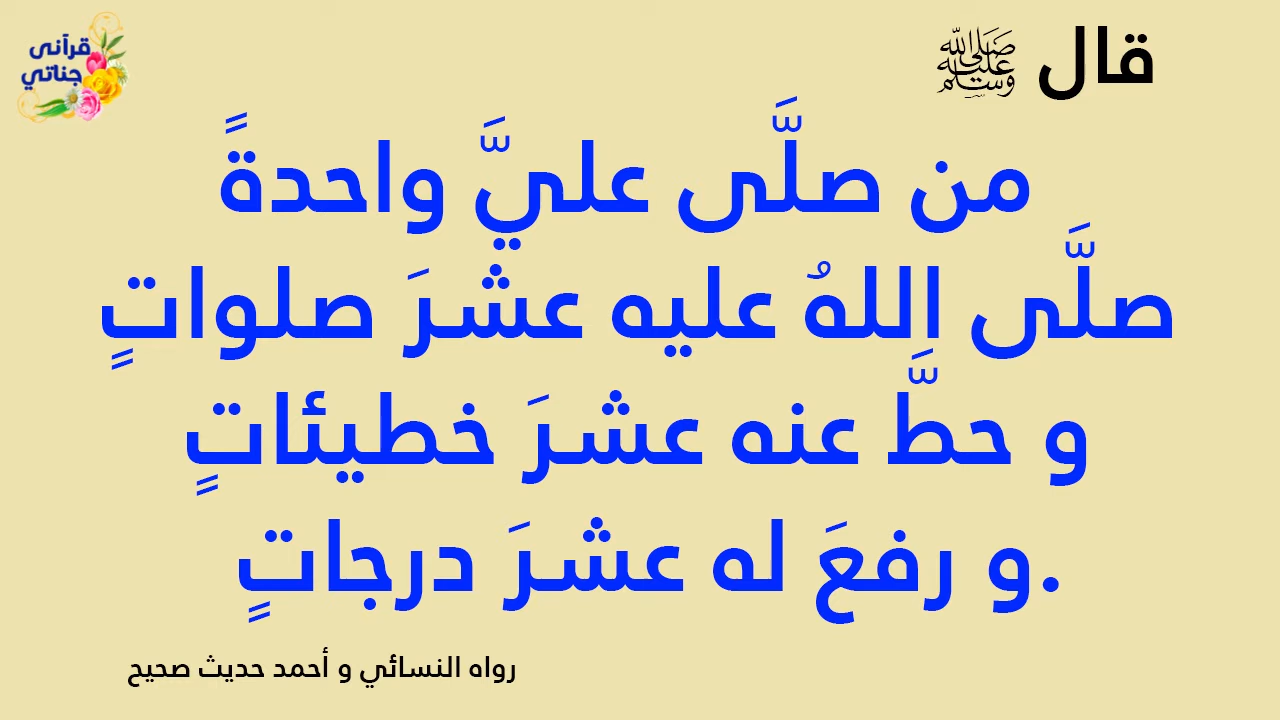 قرآنى
جناتي
قال ﷺ
من صلَّى عليَّ واحدةً
صلَّى اللهُ عليه عشرَ صلواتٍ
و حطَّ عنه عشرَ خطيئاتٍ
.و رفعَ له عشرَ درجاتٍ
رواه النسائي و أحمد حديث صحيح